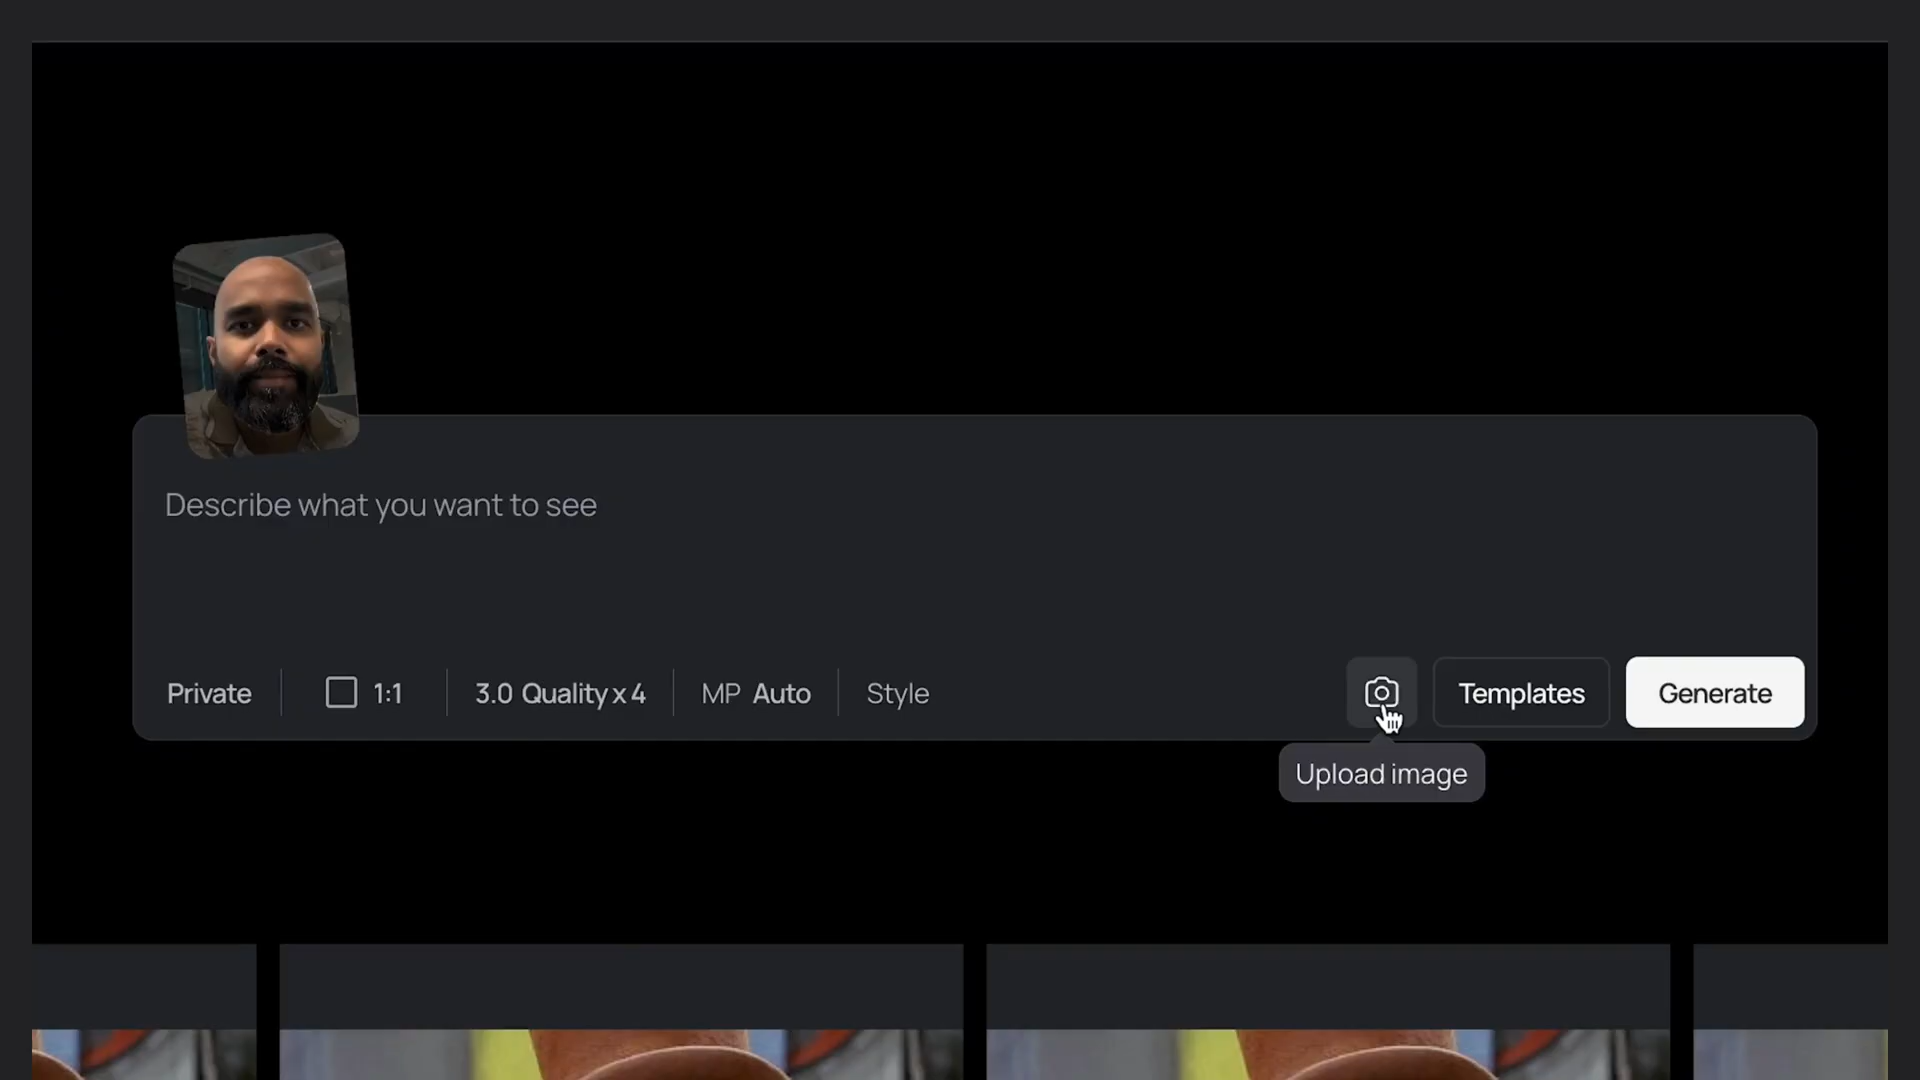 Describe what you want to see
Private 1:1 3.0 Quality x 4 MP Auto Style Templates Generate
Upload image